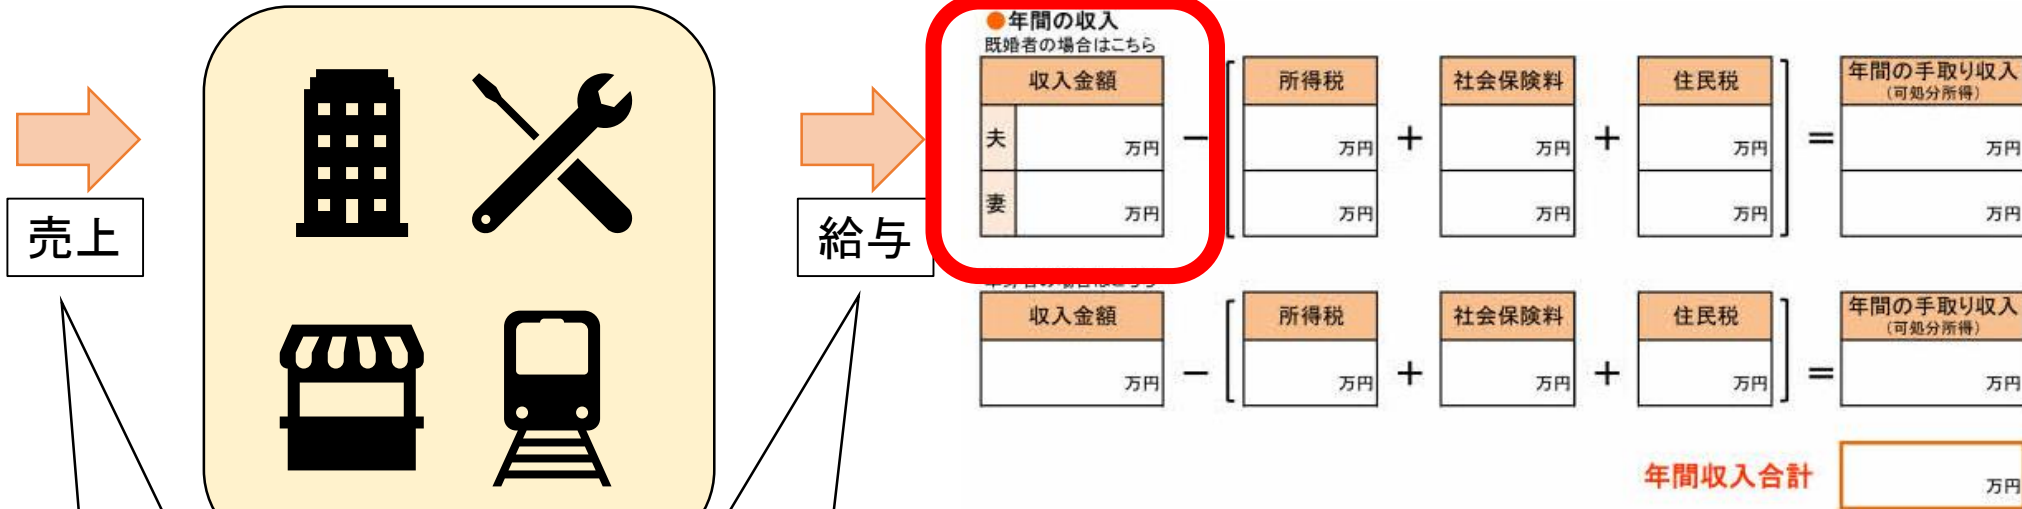 売上
給与
●年間の収入
既婚者の場合はこちら
収入金額 所得税 社会保険料 住民税 年間の手取り収入
(可処分所得)
夫 万円 － 万円 ＋ 万円 ＋ 万円 ＝ 万円
妻 万円 万円 万円 万円 万円
収入金額 所得税 社会保険料 住民税 年間の手取り収入
(可処分所得)
万円 － 万円 ＋ 万円 ＋ 万円 ＝ 万円
年間収入合計 万円